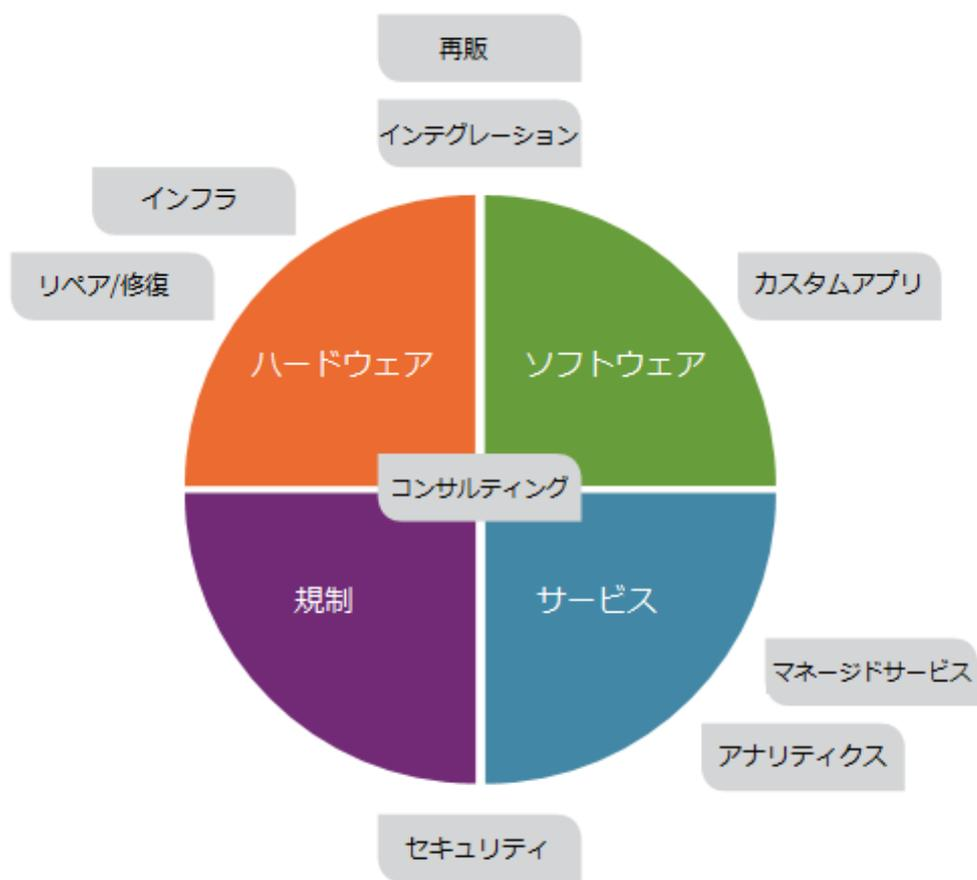 再販
インテグレーション
インフラ
リペア/修復
カスタムアプリ
ハードウェア
ソフトウェア
コンサルティング
規制
サービス
マネージドサービス
アナリティクス
セキュリティ